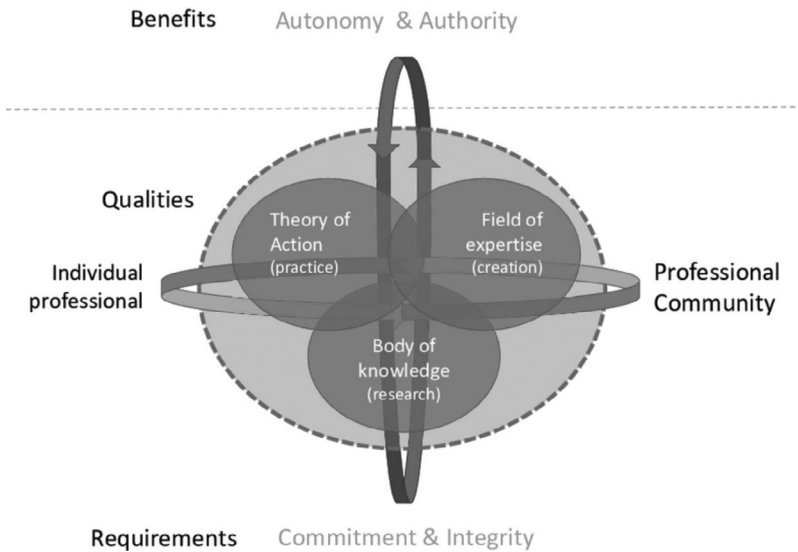 Benefits Autonomy & Authority
Qualities
Theory of
Action
(practice)
Field of
expertise
(creation)
Individual
professional
Professional
Community
Body of
knowledge
(research)
Requirements Commitment & Integrity